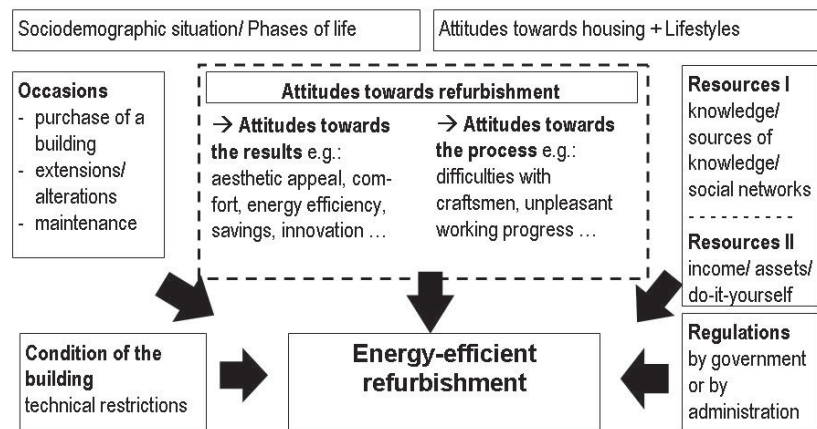 Sociodemographic situation/ Phases of life
Attitudes towards housing + Lifestyles
Occasions
- purchase of a
building
- extensions/
alterations
- maintenance
Attitudes towards refurbishment
→ Attitudes towards
the results e.g.:
aesthetic appeal, com-
fort, energy efficiency,
savings, innovation …
→ Attitudes towards
the process e.g.:
difficulties with
craftsmen, unpleasant
working progress …
Resources I
knowledge/
sources of
knowledge/
social networks
- - - - - - - - - -
Resources II
income/ assets/
do-it-yourself
Condition of the
building
technical restrictions
Energy-efficient
refurbishment
Regulations
by government
or by
administration